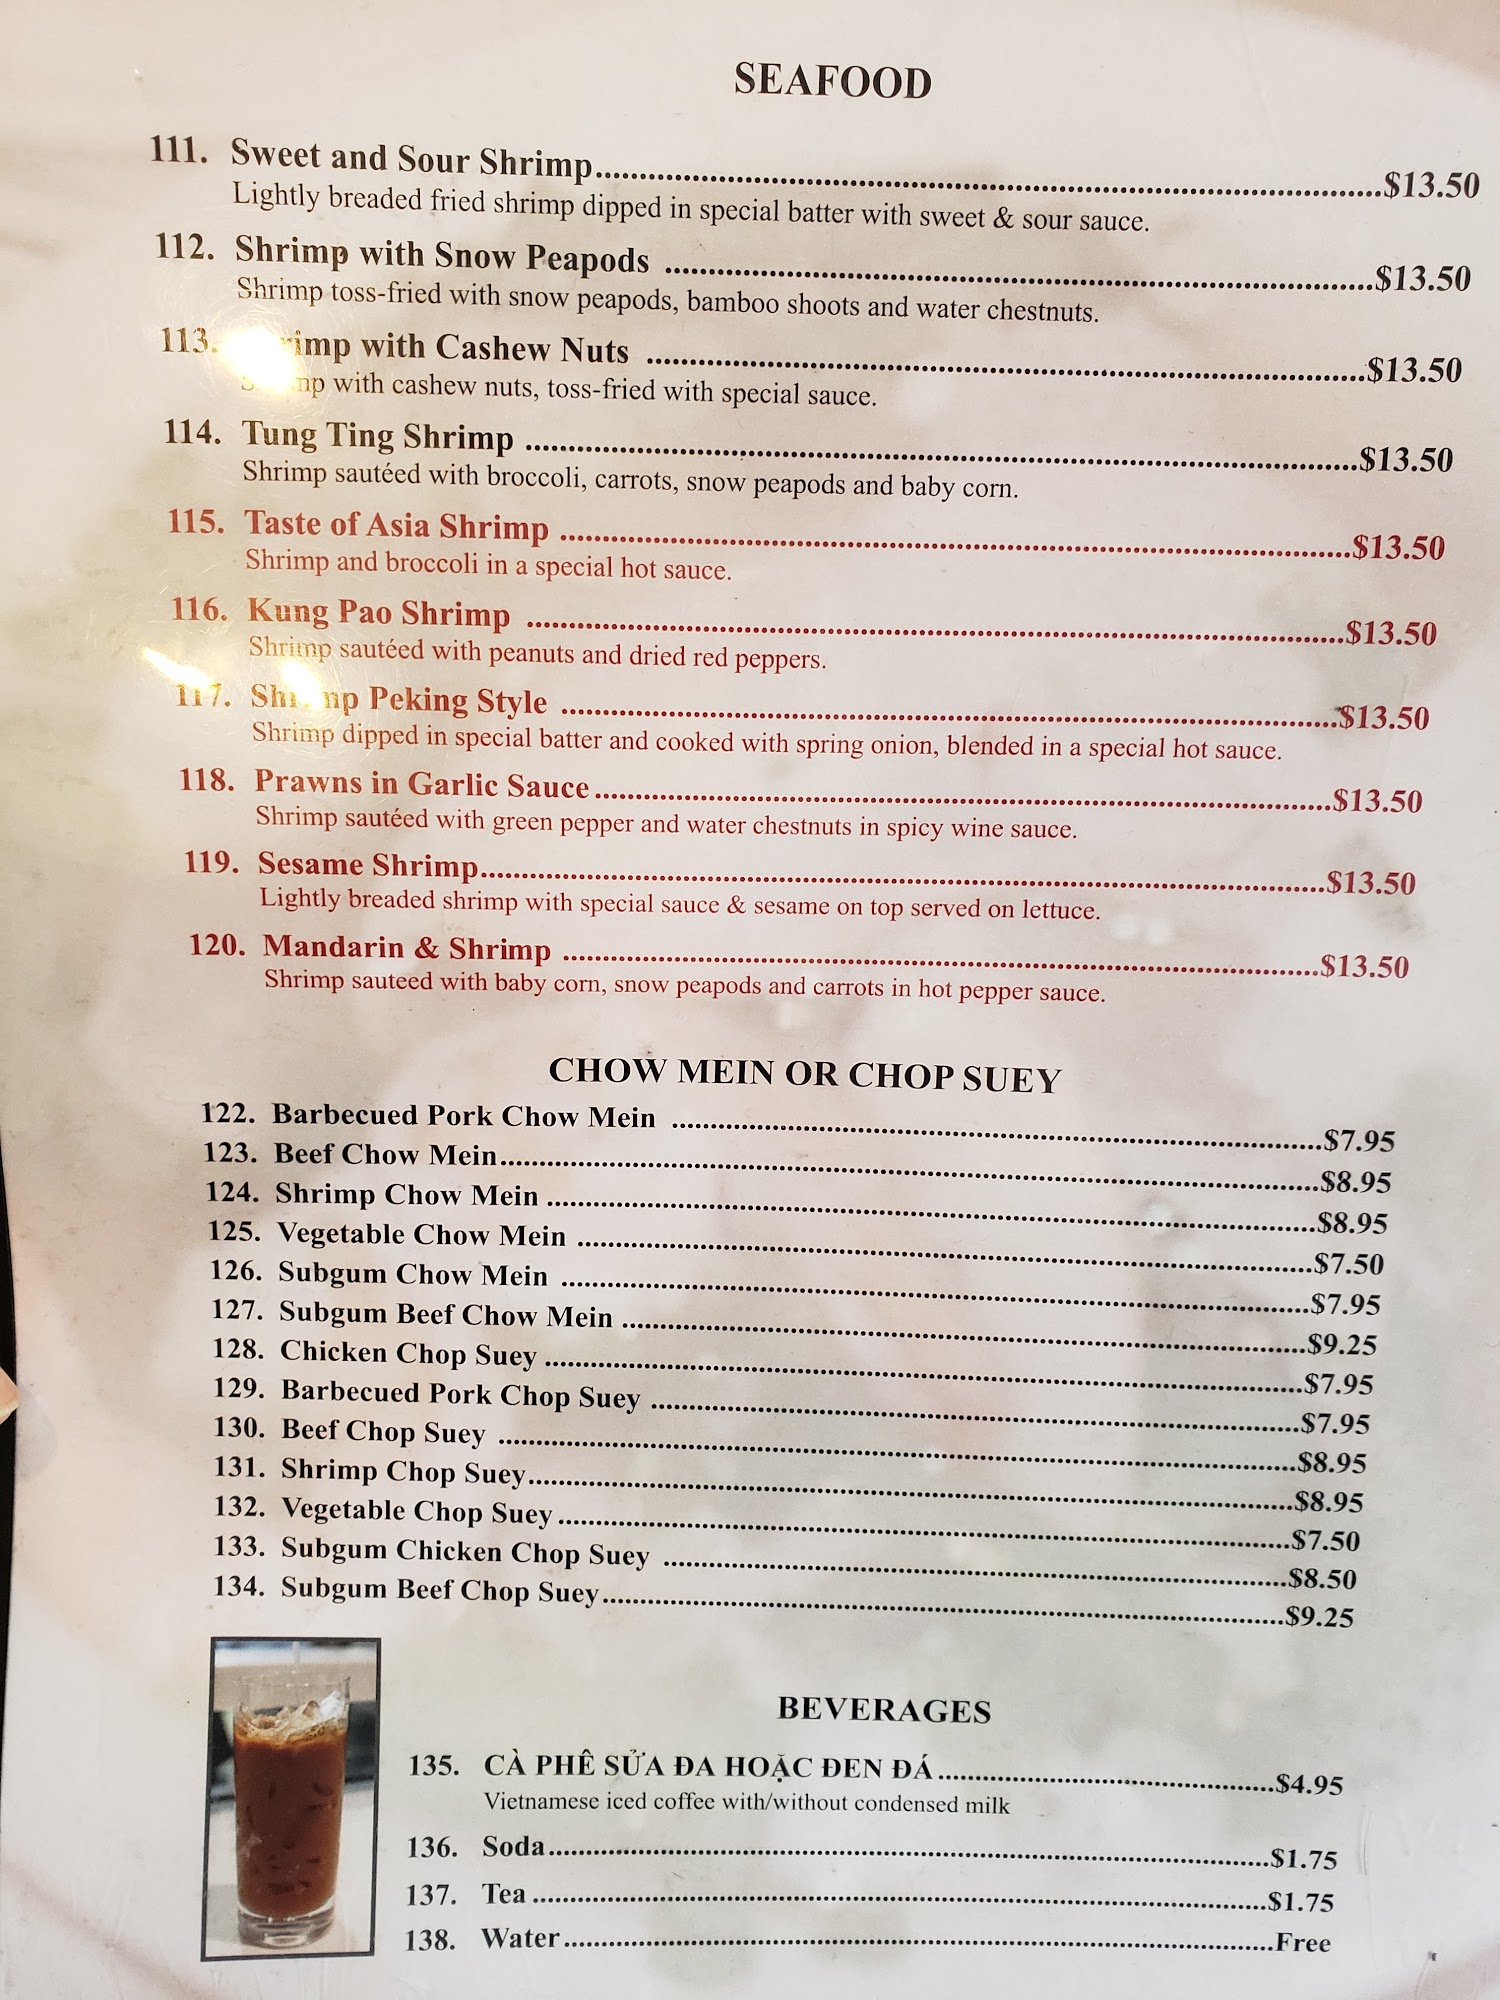 SEAFOOD
111. Sweet and Sour Shrimp..........$13.50
Lightly breaded fried shrimp dipped in special batter with sweet & sour sauce.
112. Shrimp with Snow Peapods ..........$13.50
Shrimp toss-fried with snow peapods, bamboo shoots and water chestnuts.
113. Shrimp with Cashew Nuts ..........$13.50
Shrimp with cashew nuts, toss-fried with special sauce.
114. Tung Ting Shrimp ..........$13.50
Shrimp sautéed with broccoli, carrots, snow peapods and baby corn.
115. Taste of Asia Shrimp ..........$13.50
Shrimp and broccoli in a special hot sauce.
116. Kung Pao Shrimp ..........$13.50
Shrimp sautéed with peanuts and dried red peppers.
117. Shrimp Peking Style ..........$13.50
Shrimp dipped in special batter and cooked with spring onion, blended in a special hot sauce.
118. Prawns in Garlic Sauce..........$13.50
Shrimp sautéed with green pepper and water chestnuts in spicy wine sauce.
119. Sesame Shrimp..........$13.50
Lightly breaded shrimp with special sauce & sesame on top served on lettuce.
120. Mandarin & Shrimp ..........$13.50
Shrimp sauteed with baby corn, snow peapods and carrots in hot pepper sauce.
CHOW MEIN OR CHOP SUEY
122. Barbecued Pork Chow Mein ..........$7.95
123. Beef Chow Mein..........$8.95
124. Shrimp Chow Mein ..........$8.95
125. Vegetable Chow Mein ..........$7.50
126. Subgum Chow Mein ..........$7.95
127. Subgum Beef Chow Mein ..........$9.25
128. Chicken Chop Suey ..........$7.95
129. Barbecued Pork Chop Suey ..........$7.95
130. Beef Chop Suey ..........$8.95
131. Shrimp Chop Suey..........$8.95
132. Vegetable Chop Suey..........$7.50
133. Subgum Chicken Chop Suey ..........$8.50
134. Subgum Beef Chop Suey..........$9.25
BEVERAGES
135. CÀ PHÊ SỬA ĐA HOẶC ĐEN ĐÁ..........$4.95
Vietnamese iced coffee with/without condensed milk
136. Soda..........$1.75
137. Tea ..........$1.75
138. Water..........Free